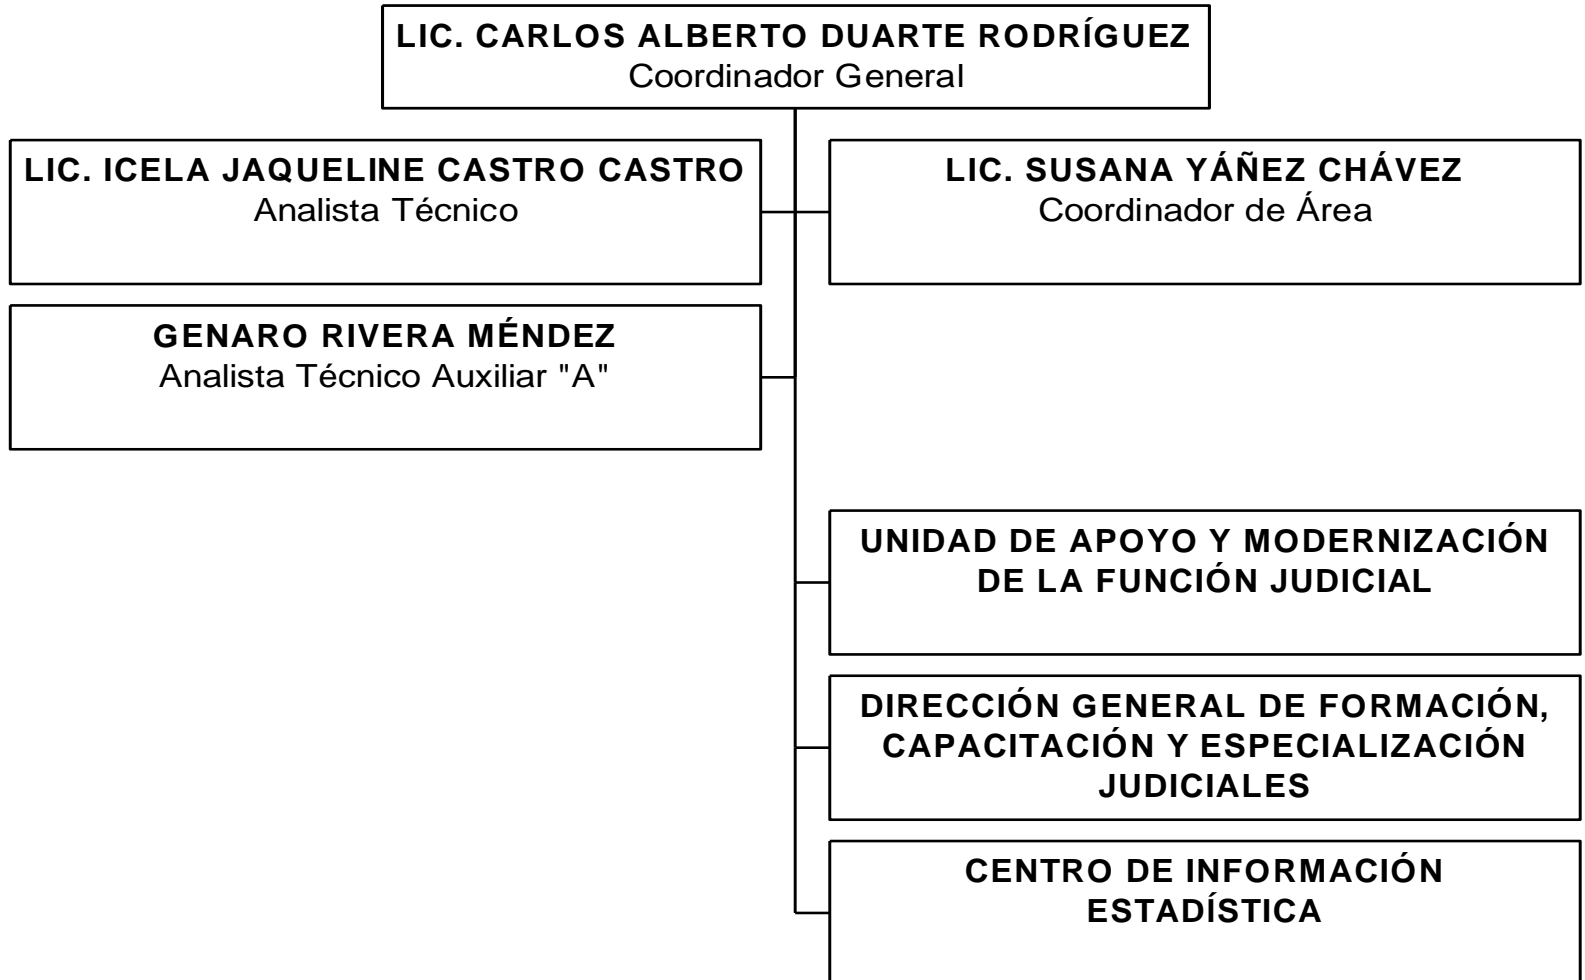 LIC. CARLOS ALBERTO DUARTE RODRÍGUEZ
Coordinador General
LIC. ICELA JAQUELINE CASTRO CASTRO
Analista Técnico
LIC. SUSANA YÁÑEZ CHÁVEZ
Coordinador de Área
GENARO RIVERA MÉNDEZ
Analista Técnico Auxiliar "A"
UNIDAD DE APOYO Y MODERNIZACIÓN
DE LA FUNCIÓN JUDICIAL
DIRECCIÓN GENERAL DE FORMACIÓN,
CAPACITACIÓN Y ESPECIALIZACIÓN
JUDICIALES
CENTRO DE INFORMACIÓN
ESTADÍSTICA